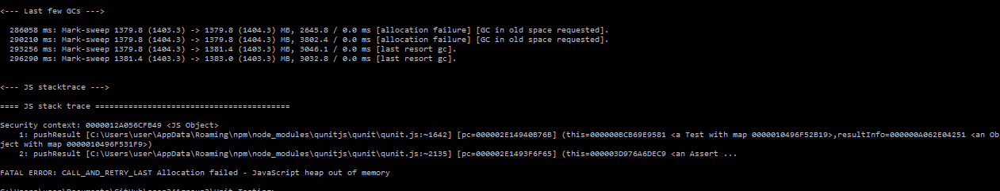 <--- Last few GCs --->
286058 ms: Mark-sweep 1379.8 (1403.3) -> 1379.8 (1404.3) MB, 2645.8 / 0.0 ms [allocation failure] [GC in old space requested].
290210 ms: Mark-sweep 1379.8 (1404.3) -> 1379.8 (1404.3) MB, 3802.4 / 0.0 ms [allocation failure] [GC in old space requested].
293256 ms: Mark-sweep 1379.8 (1404.3) -> 1381.4 (1403.3) MB, 3046.1 / 0.0 ms [last resort gc].
296290 ms: Mark-sweep 1381.4 (1403.3) -> 1383.0 (1403.3) MB, 3032.8 / 0.0 ms [last resort gc].
<--- JS stacktrace --->
==== JS stack trace =========================================
Security context: 0000012A056CFB49 <JS Object>
1: pushResult [C:\Users\user\AppData\Roaming\npm\node_modules\qunitjs\qunit\qunit.js:~1642] [pc=000002E14940B76B] (this=000000BCB69E9581 <a Test with map 0000010496F52B19>,resultInfo=000000A062E04251 <an Ob
ject with map 0000010496F531F9>)
2: pushResult [C:\Users\user\AppData\Roaming\npm\node_modules\qunitjs\qunit\qunit.js:~2135] [pc=000002E1493F6F65] (this=000003D976A6DEC9 <an Assert ...
FATAL ERROR: CALL_AND_RETRY_LAST Allocation failed - JavaScript heap out of memory